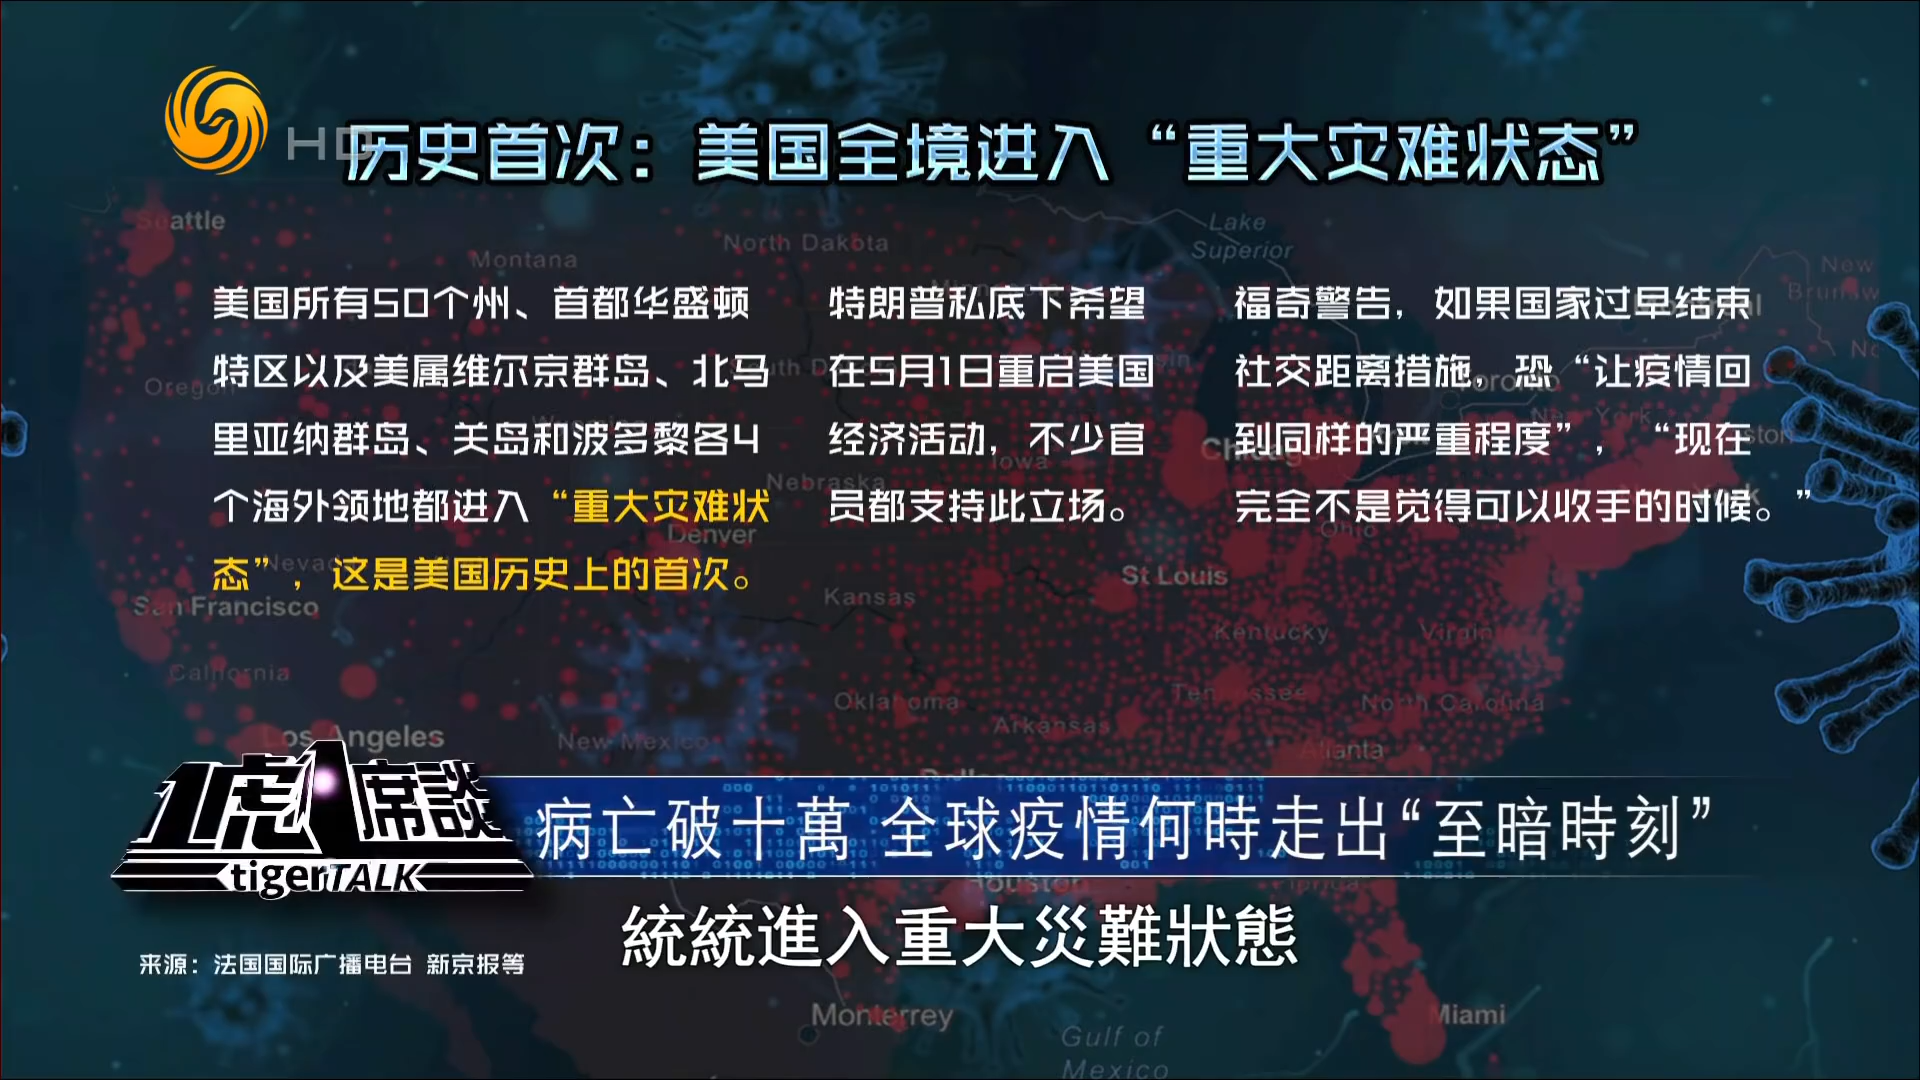 HD
历史首次：美国全境进入“重大灾难状态”
美国所有50个州、首都华盛顿
特区以及美属维尔京群岛、北马
里亚纳群岛、关岛和波多黎各4
个海外领地都进入“重大灾难状
态”，这是美国历史上的首次。
特朗普私底下希望
在5月1日重启美国
经济活动，不少官
员都支持此立场。
福奇警告，如果国家过早结束
社交距离措施，恐“让疫情回
到同样的严重程度”，“现在
完全不是觉得可以收手的时候。”
Seattle
Montana
North Dakota
Lake
Superior
New
Oregon
Nebraska
Iowa
Denver
Ohio
San Francisco
Kansas
St Louis
Kentucky
California
Oklahoma
Tennessee
North Carolina
Los Angeles
New Mexico
Arkansas
Atlanta
1虎1席談
tigerTALK
病亡破十萬 全球疫情何時走出“至暗時刻”
Houston
統統進入重大災難狀態
来源：法国国际广播电台 新京报等
Monterrey
Miami
Gulf of
Mexico